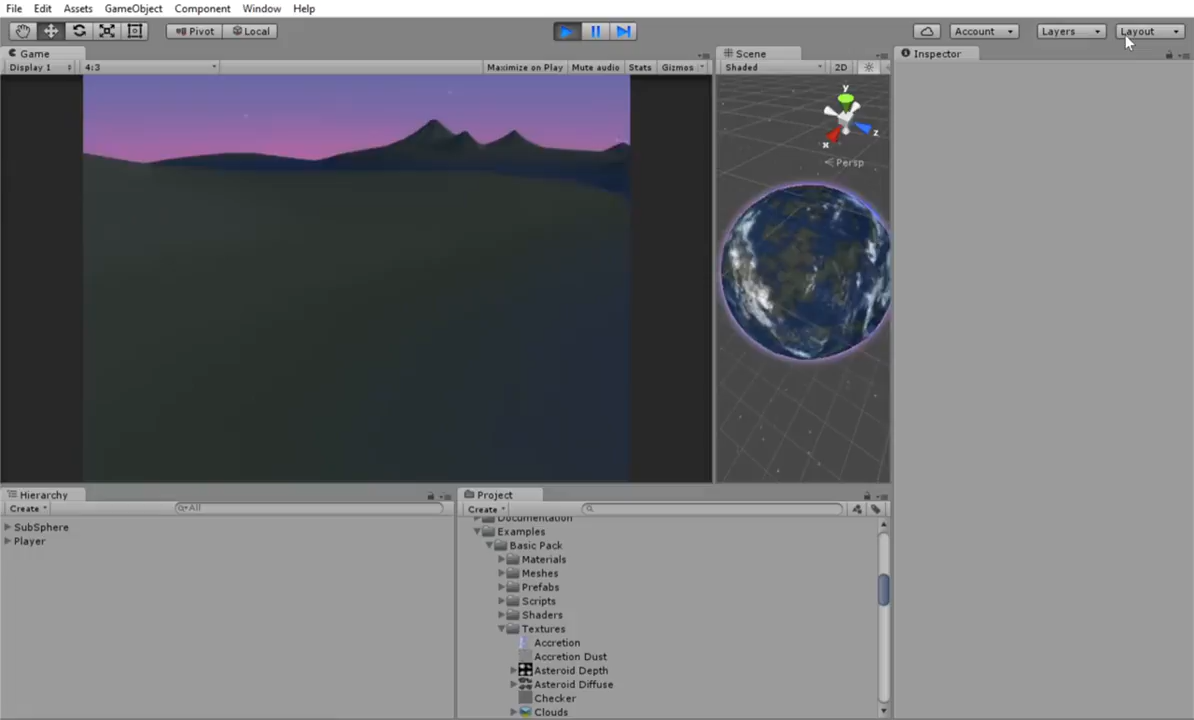 File Edit Assets GameObject Component Window Help
Pivot Local Account Layers Layout
Game Scene Inspector
Display 1 4:3 Maximize on Play Mute audio Stats Gizmos Shaded 2D
y
z
x
Persp
Hierarchy Project
Create All Create
Documentation
SubSphere Examples
Player Basic Pack
Materials
Meshes
Prefabs
Scripts
Shaders
Textures
Accretion
Accretion Dust
Asteroid Depth
Asteroid Diffuse
Checker
Clouds